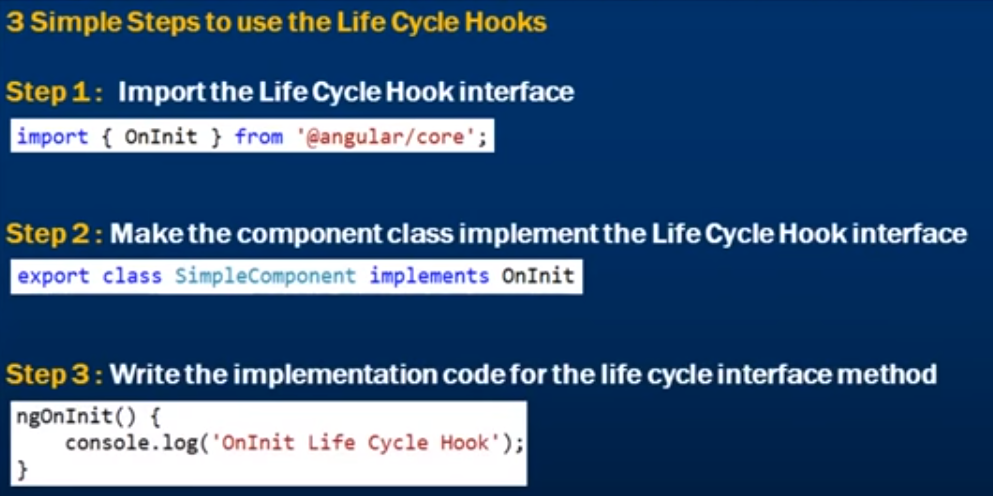 3 Simple Steps to use the Life Cycle Hooks
Step 1 : Import the Life Cycle Hook interface
import { OnInit } from '@angular/core';
Step 2 : Make the component class implement the Life Cycle Hook interface
export class SimpleComponent implements OnInit
Step 3 : Write the implementation code for the life cycle interface method
ngOnInit() {
    console.log('OnInit Life Cycle Hook');
}